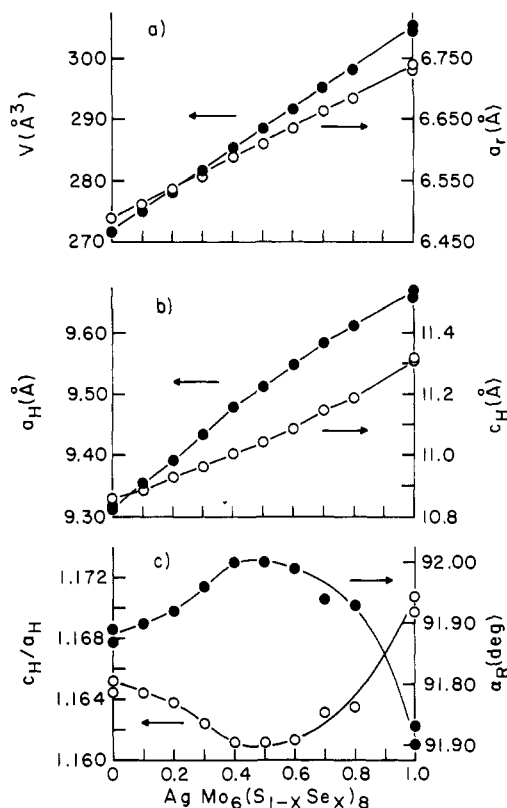 a)
V(Å³)
300
290
280
270
6.750
6.650
6.550
6.450
a_r(Å)
b)
a_H(Å)
9.60
9.50
9.40
9.30
11.4
11.2
11.0
10.8
c_H(Å)
c)
c_H/a_H
1.172
1.168
1.164
1.160
92.00
91.90
91.80
91.90
α_R(deg)
0 0.2 0.4 0.6 0.8 1.0
Ag Mo₆(S₁₋ₓSeₓ)₈